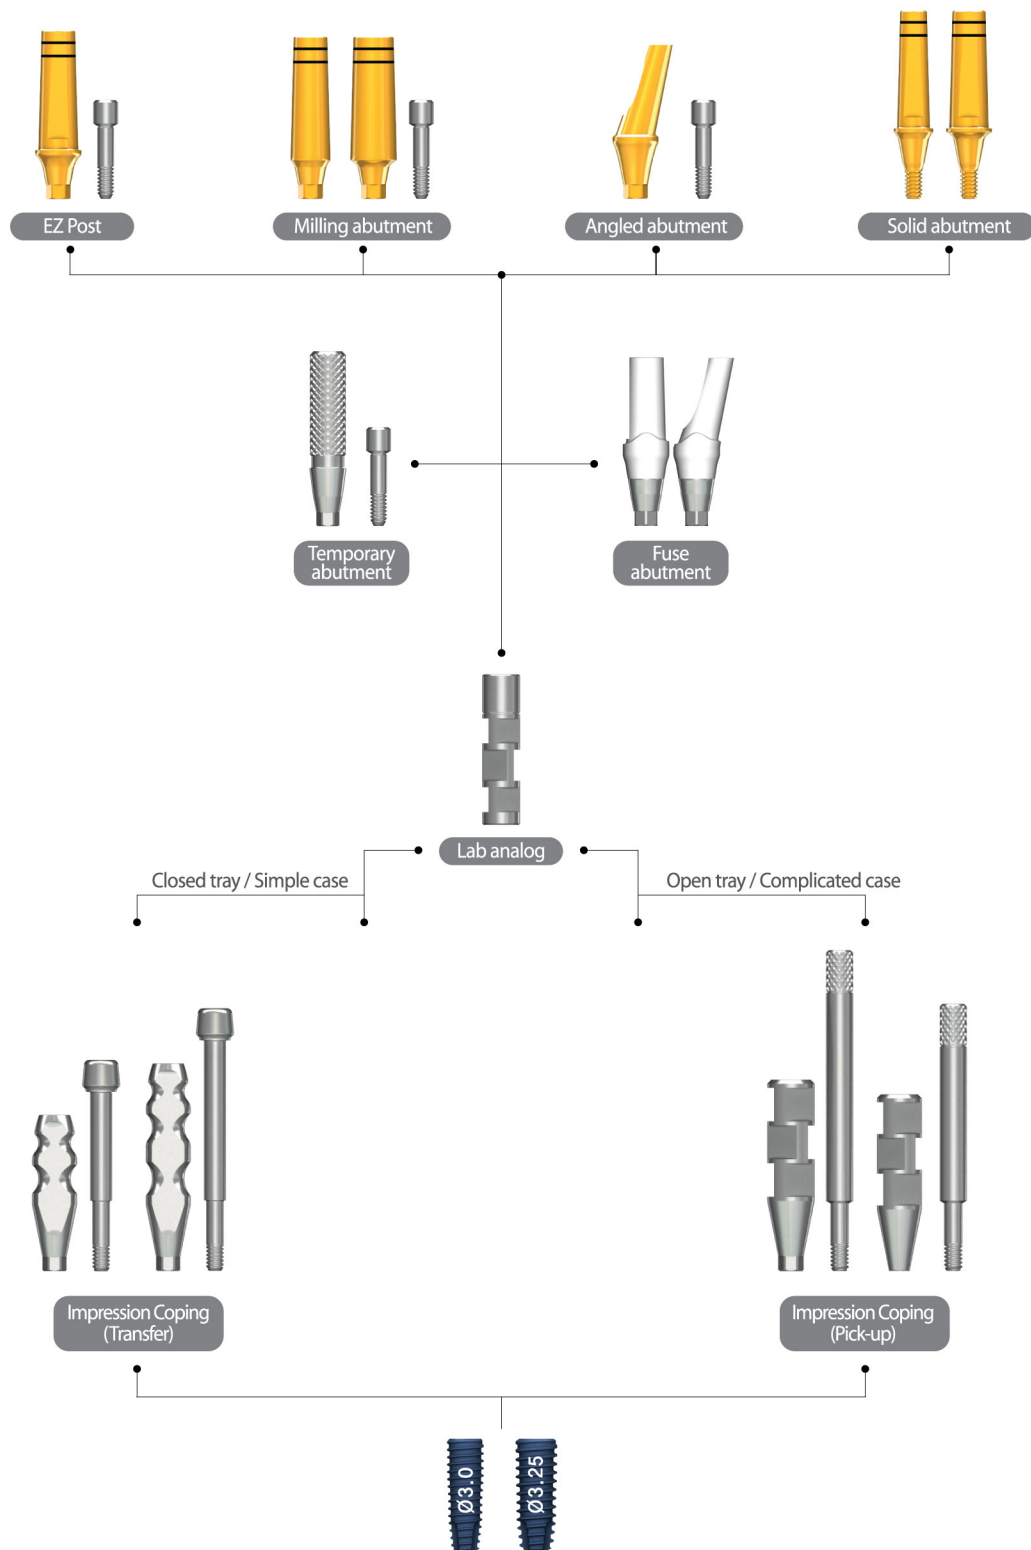 EZ Post
Milling abutment
Angled abutment
Solid abutment
Temporary
abutment
Fuse
abutment
Lab analog
Closed tray / Simple case
Open tray / Complicated case
Impression Coping
(Transfer)
Impression Coping
(Pick-up)
Ø3.0
Ø3.25